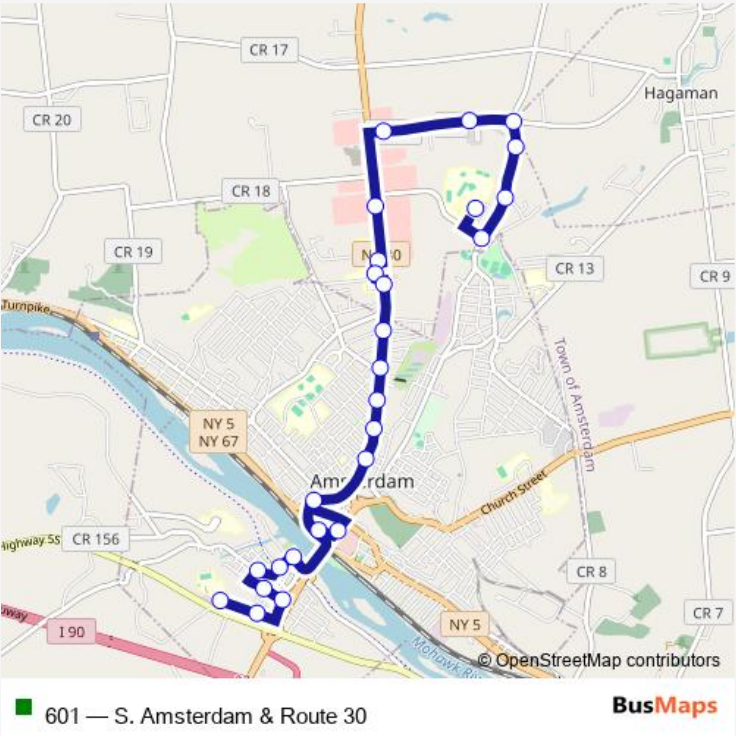 CR 17
Hagaman
CR 20
CR 18
CR 19
N 30
CR 13
CR 9
Turnpike
Town of Amsterdam
NY 5
NY 67
Amsterdam
Church Street
Highway 5S
CR 156
CR 8
CR 7
I 90
NY 5
Mohawk Riv
© OpenStreetMap contributors
601 — S. Amsterdam & Route 30
BusMaps